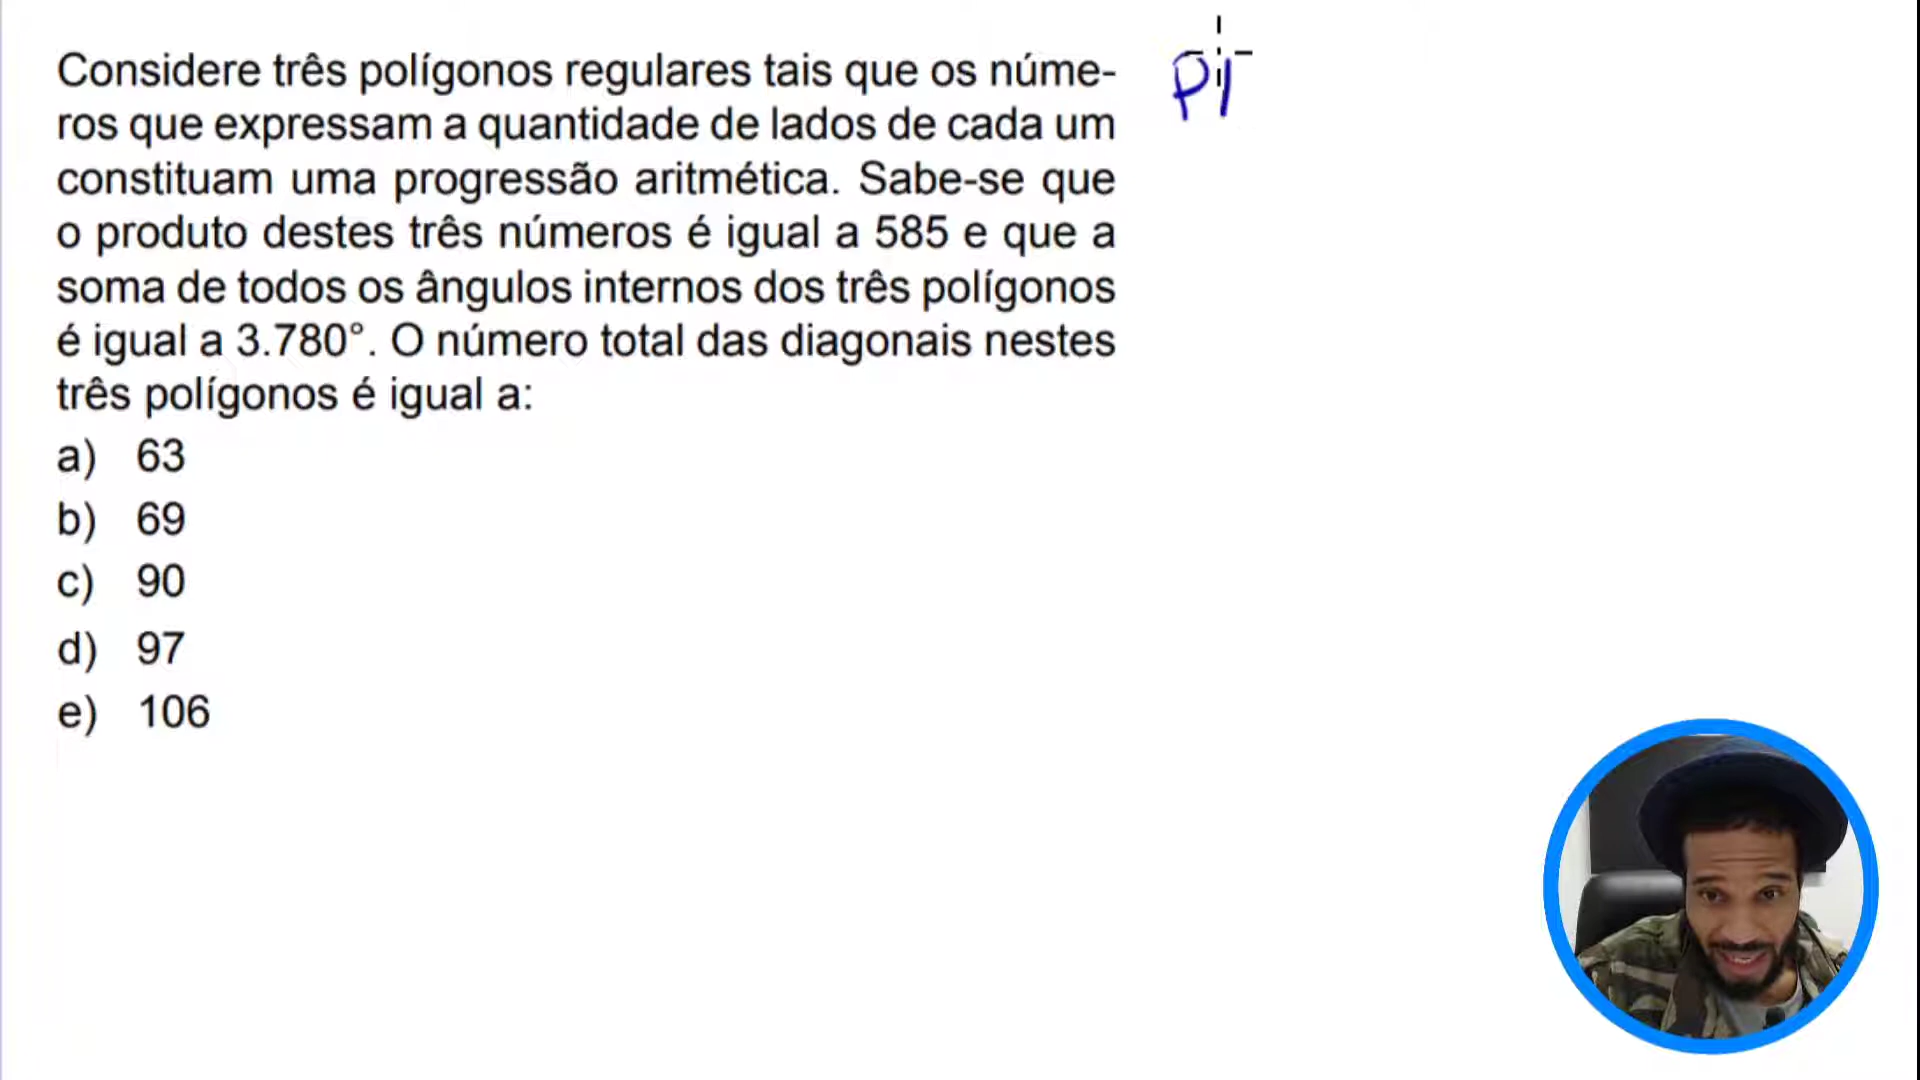 Considere três polígonos regulares tais que os núme-
ros que expressam a quantidade de lados de cada um
constituam uma progressão aritmética. Sabe-se que
o produto destes três números é igual a 585 e que a
soma de todos os ângulos internos dos três polígonos
é igual a 3.780°. O número total das diagonais nestes
três polígonos é igual a:
a) 63
b) 69
c) 90
d) 97
e) 106